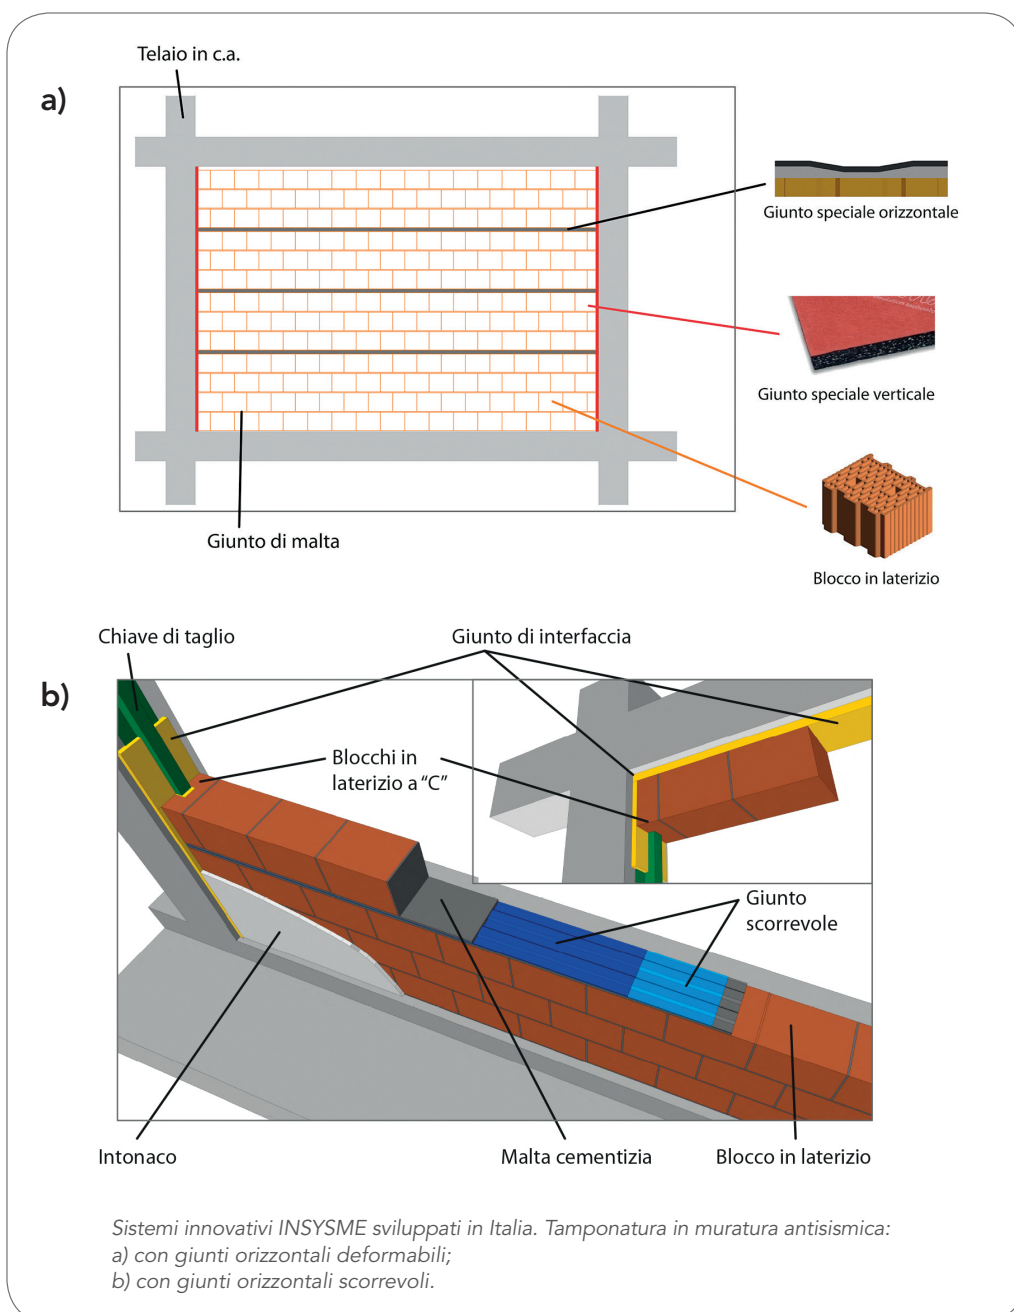 Telaio in c.a.
a)
Giunto speciale orizzontale
Giunto speciale verticale
Giunto di malta
Blocco in laterizio
Chiave di taglio
Giunto di interfaccia
b)
Blocchi in
laterizio a “C”
Giunto
scorrevole
Intonaco
Malta cementizia
Blocco in laterizio
Sistemi innovativi INSYSME sviluppati in Italia. Tamponatura in muratura antisismica:
a) con giunti orizzontali deformabili;
b) con giunti orizzontali scorrevoli.